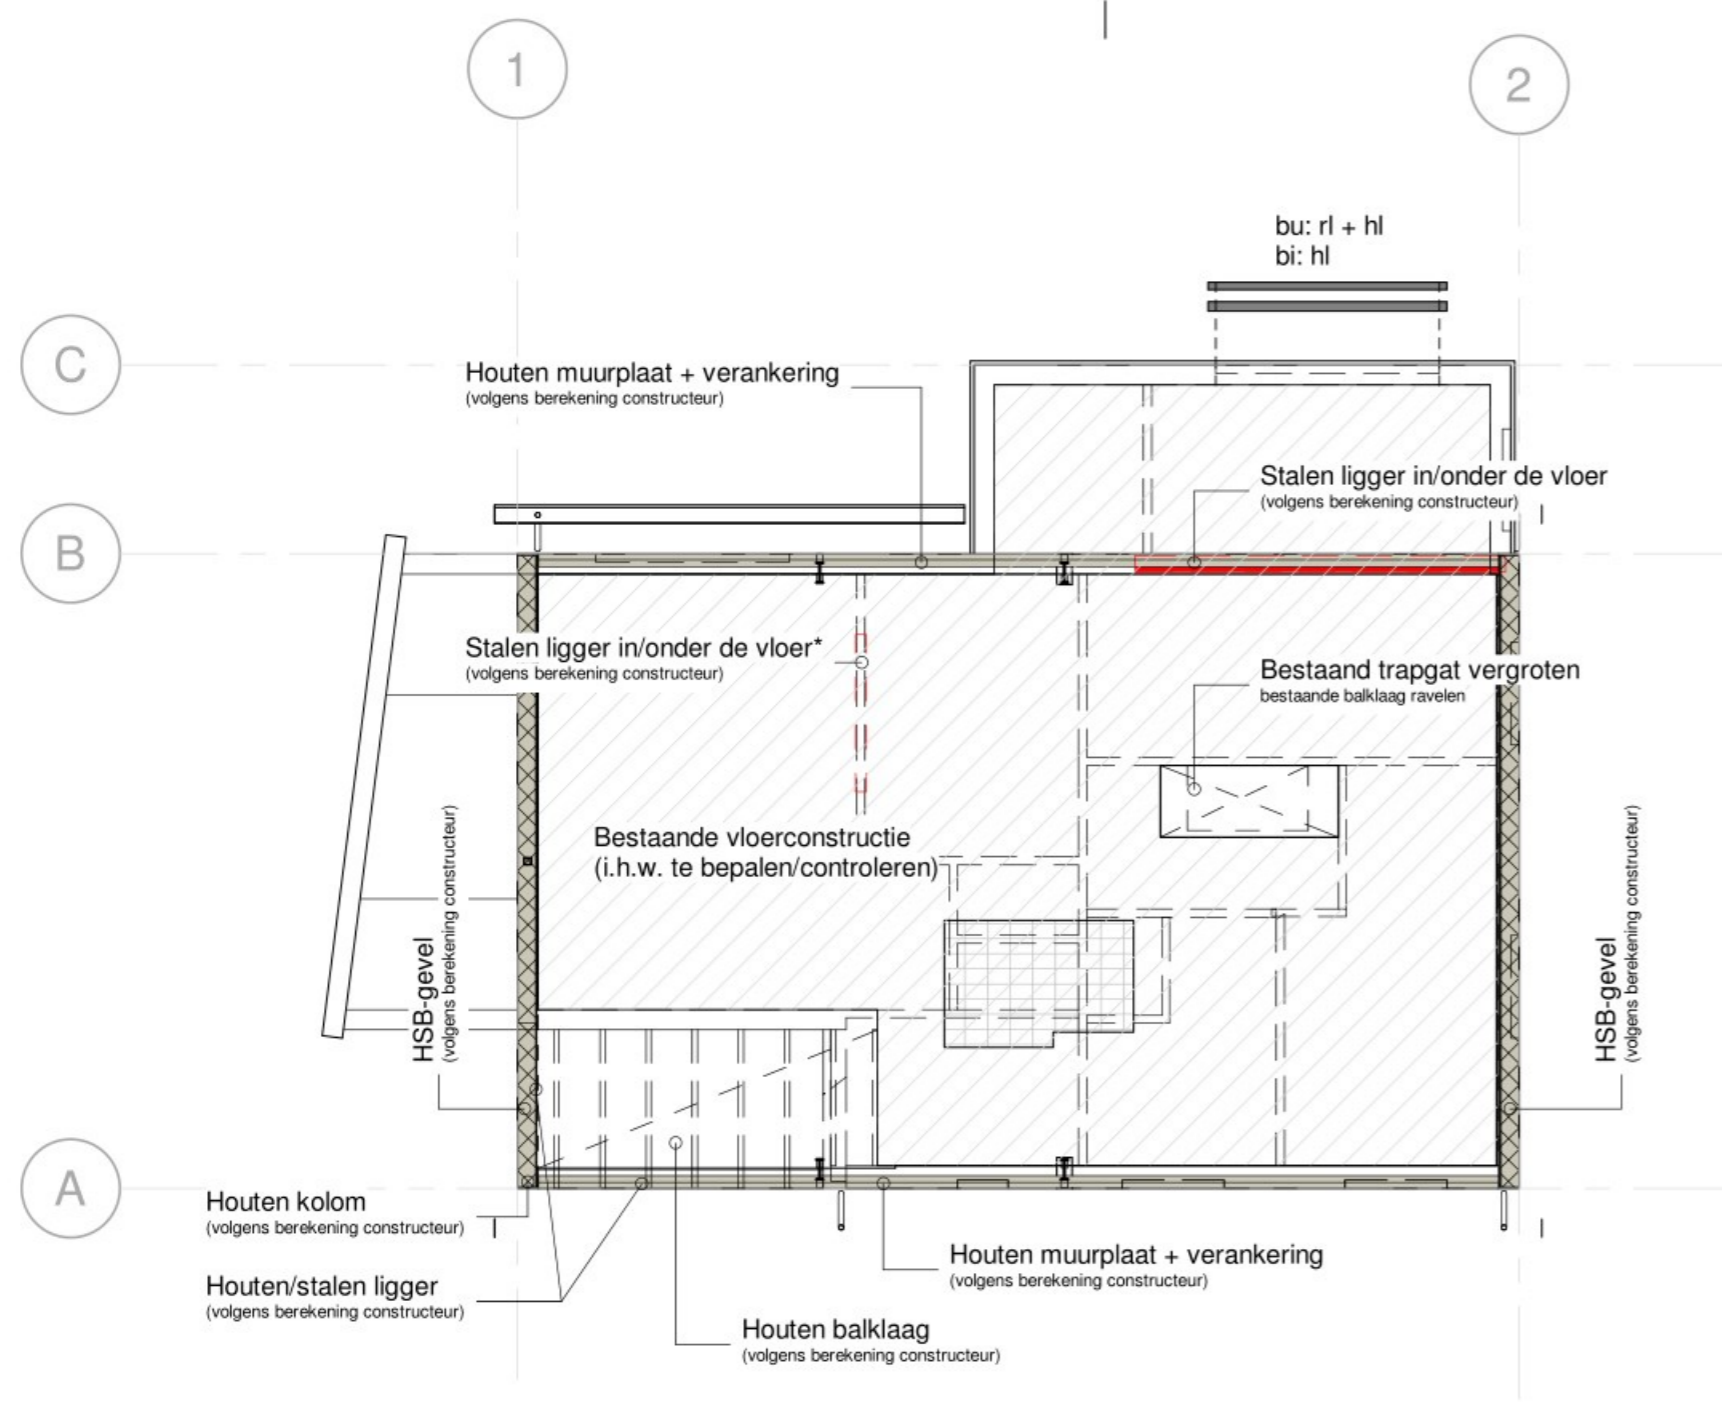 1
2
bu: rl + hl
bi: hl
C
Houten muurplaat + verankering
(volgens berekening constructeur)
Stalen ligger in/onder de vloer
(volgens berekening constructeur)
B
Stalen ligger in/onder de vloer*
(volgens berekening constructeur)
Bestaand trapgat vergroten
bestaande balklaag ravelen
Bestaande vloerconstructie
(i.h.w. te bepalen/controleren)
HSB-gevel
(volgens berekening constructeur)
HSB-gevel
(volgens berekening constructeur)
A
Houten kolom
(volgens berekening constructeur)
Houten/stalen ligger
(volgens berekening constructeur)
Houten muurplaat + verankering
(volgens berekening constructeur)
Houten balklaag
(volgens berekening constructeur)